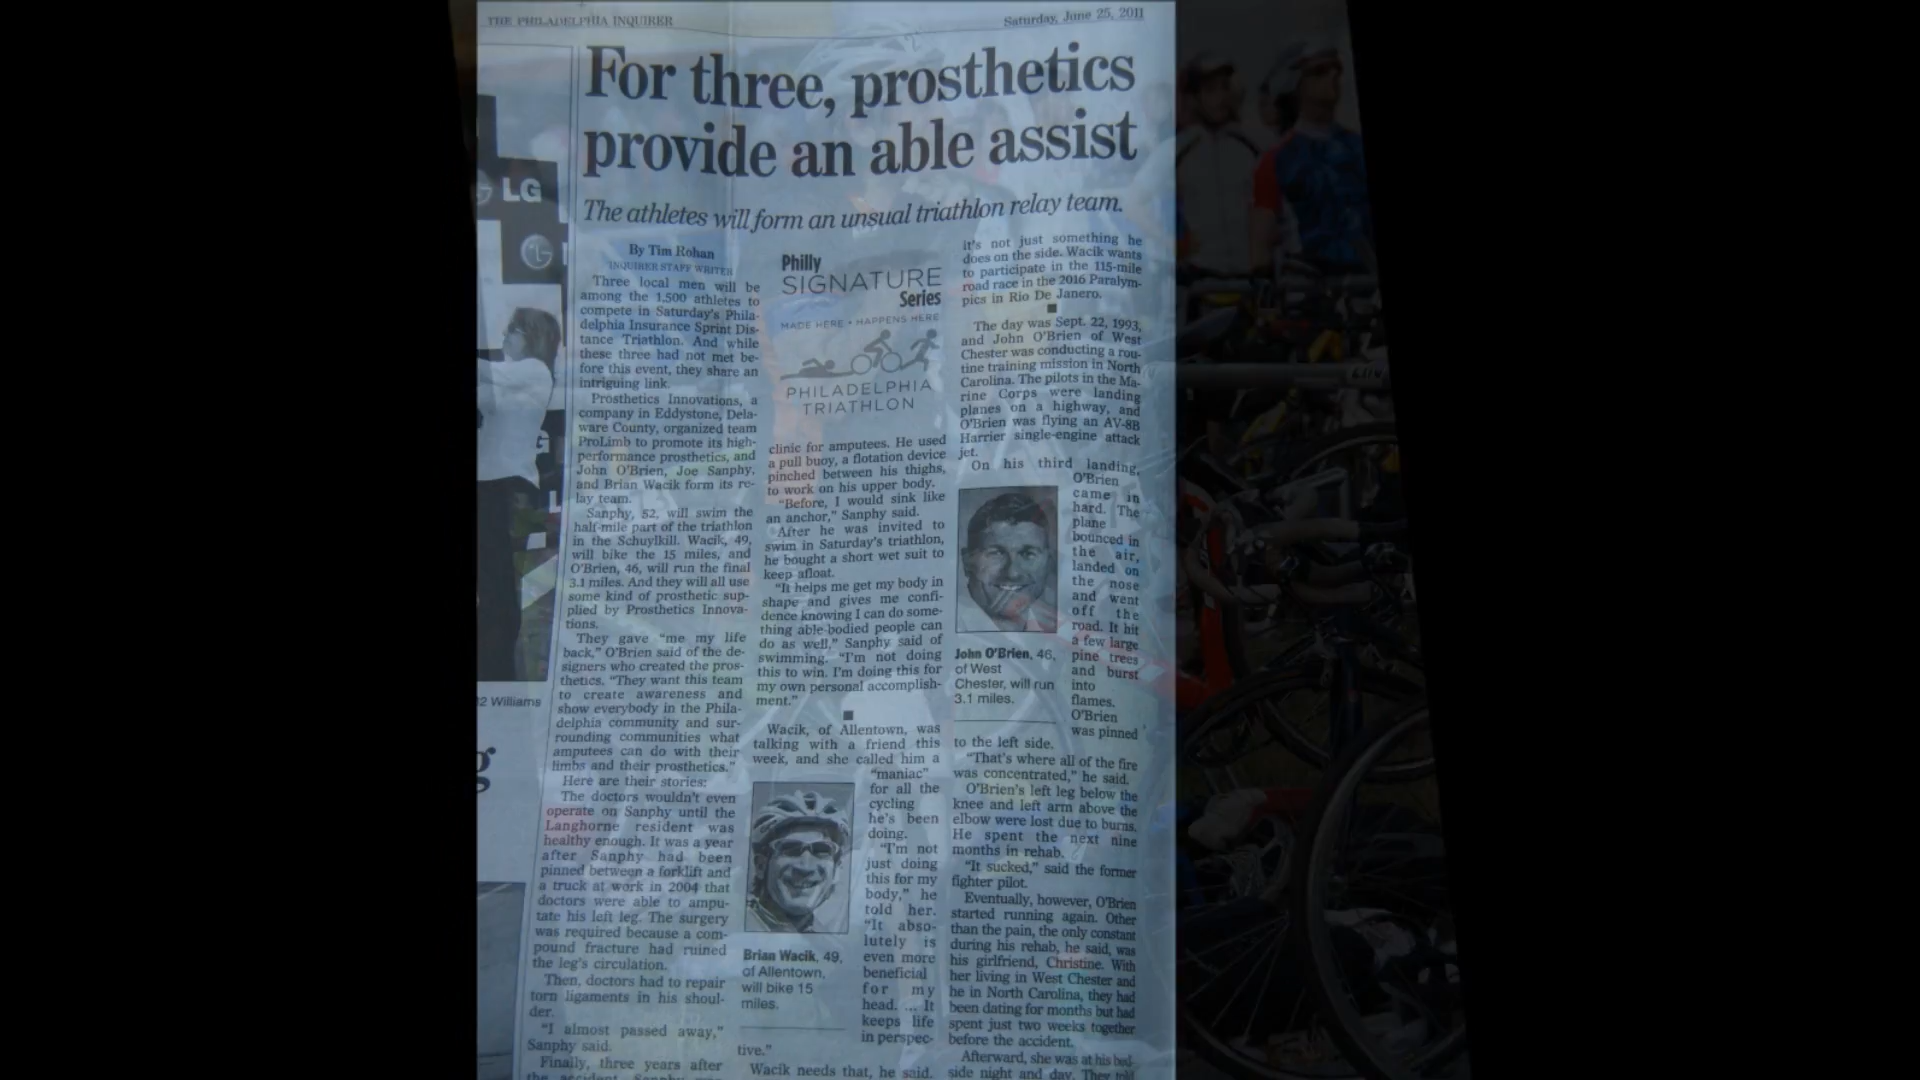 THE PHILADELPHIA INQUIRER
Saturday, June 25, 2011
For three, prosthetics
provide an able assist
The athletes will form an unsual triathlon relay team.
LG
LG
G
L
12 Williams
g
By Tim Rohan
INQUIRER STAFF WRITER
Three local men will be
among the 1,500 athletes to
compete in Saturday's Phila-
delphia Insurance Sprint Dis-
tance Triathlon. And while
these three had not met be-
fore this event, they share an
intriguing link.
Prosthetics Innovations, a
company in Eddystone, Dela-
ware County, organized team
ProLimb to promote its high-
performance prosthetics, and
John O'Brien, Joe Sanphy,
and Brian Wacik form its re-
lay team.
Sanphy, 52, will swim the
half-mile part of the triathlon
in the Schuylkill. Wacik, 49,
will bike the 15 miles, and
O'Brien, 46, will run the final
3.1 miles. And they will all use
some kind of prosthetic sup-
plied by Prosthetics Innova-
tions.
They gave "me my life
back," O'Brien said of the de-
signers who created the pros-
thetics. "They want this team
to create awareness and
show everybody in the Phila-
delphia community and sur-
rounding communities what
amputees can do with their
limbs and their prosthetics."
Here are their stories:
The doctors wouldn't even
operate on Sanphy until the
Langhorne resident was
healthy enough. It was a year
after Sanphy had been
pinned between a forklift and
a truck at work in 2004 that
doctors were able to ampu-
tate his left leg. The surgery
was required because a com-
pound fracture had ruined
the leg's circulation.
Then, doctors had to repair
torn ligaments in his shoul-
der.
"I almost passed away,"
Sanphy said.
Finally, three years after
the accident, Sanphy
Philly
SIGNATURE
Series
MADE HERE • HAPPENS HERE
PHILADELPHIA
TRIATHLON
clinic for amputees. He used
a pull buoy, a flotation device
pinched between his thighs,
to work on his upper body.
"Before, I would sink like
an anchor," Sanphy said.
After he was invited to
swim in Saturday's triathlon,
he bought a short wet suit to
keep afloat.
"It helps me get my body in
shape and gives me confi-
dence knowing I can do some-
thing able-bodied people can
do as well," Sanphy said of
swimming. "I'm not doing
this to win. I'm doing this for
my own personal accomplish-
ment."
Wacik, of Allentown, was
talking with a friend this
week, and she called him a
"maniac"
for all the
cycling
he's been
doing.
"I'm not
just doing
this for my
body," he
told her.
"It abso-
lutely is
even more
beneficial
for my
head. ... It
keeps life
in perspec-
tive."
Wacik needs that, he said.
Brian Wacik, 49,
of Allentown,
will bike 15
miles.
it's not just something he
does on the side. Wacik wants
to participate in the 115-mile
road race in the 2016 Paralym-
pics in Rio De Janero.
The day was Sept. 22, 1993,
and John O'Brien of West
Chester was conducting a rou-
tine training mission in North
Carolina. The pilots in the Ma-
rine Corps were landing
planes on a highway, and
O'Brien was flying an AV-8B
Harrier single-engine attack
jet.
On his third landing,
O'Brien
came in
hard. The
plane
bounced in
the air,
landed on
the nose
and went
off the
road. It hit
a few large
pine trees
and burst
into
flames.
O'Brien
was pinned
to the left side.
John O'Brien, 46,
of West
Chester, will run
3.1 miles.
"That's where all of the fire
was concentrated," he said.
O'Brien's left leg below the
knee and left arm above the
elbow were lost due to burns.
He spent the next nine
months in rehab.
"It sucked," said the former
fighter pilot.
Eventually, however, O'Brien
started running again. Other
than the pain, the only constant
during his rehab, he said, was
his girlfriend, Christine. With
her living in West Chester and
he in North Carolina, they had
been dating for months but had
spent just two weeks together
before the accident.
Afterward, she was at his bed-
side night and day. They told